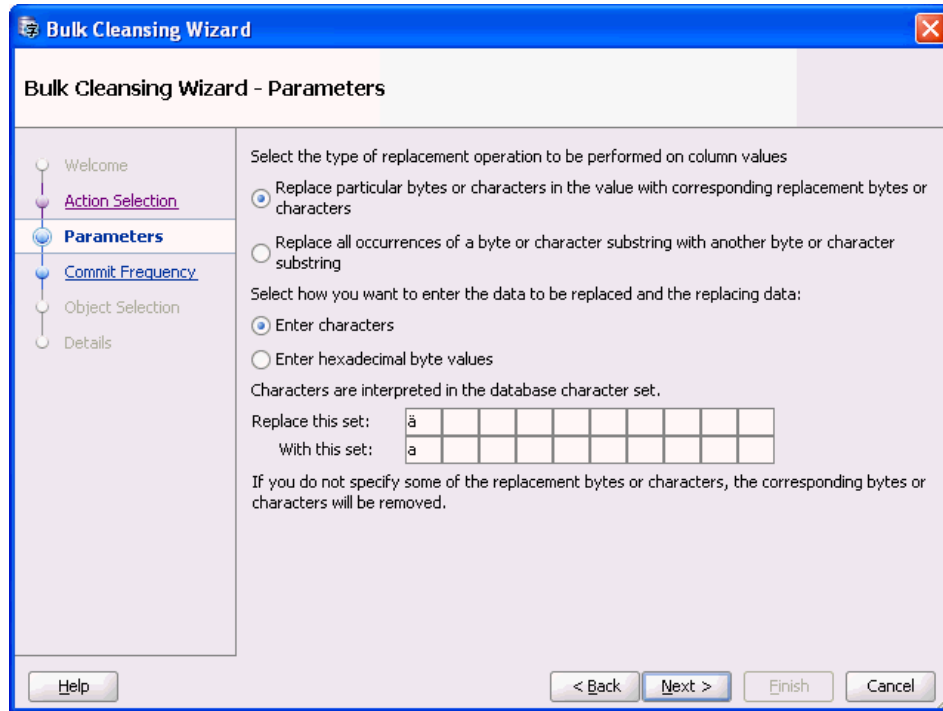 Bulk Cleansing Wizard
Bulk Cleansing Wizard - Parameters
Welcome
Action Selection
Parameters
Commit Frequency
Object Selection
Details
Select the type of replacement operation to be performed on column values
Replace particular bytes or characters in the value with corresponding replacement bytes or
characters
Replace all occurrences of a byte or character substring with another byte or character
substring
Select how you want to enter the data to be replaced and the replacing data:
Enter characters
Enter hexadecimal byte values
Characters are interpreted in the database character set.
Replace this set: ä
With this set: a
If you do not specify some of the replacement bytes or characters, the corresponding bytes or
characters will be removed.
Help
< Back
Next >
Finish
Cancel